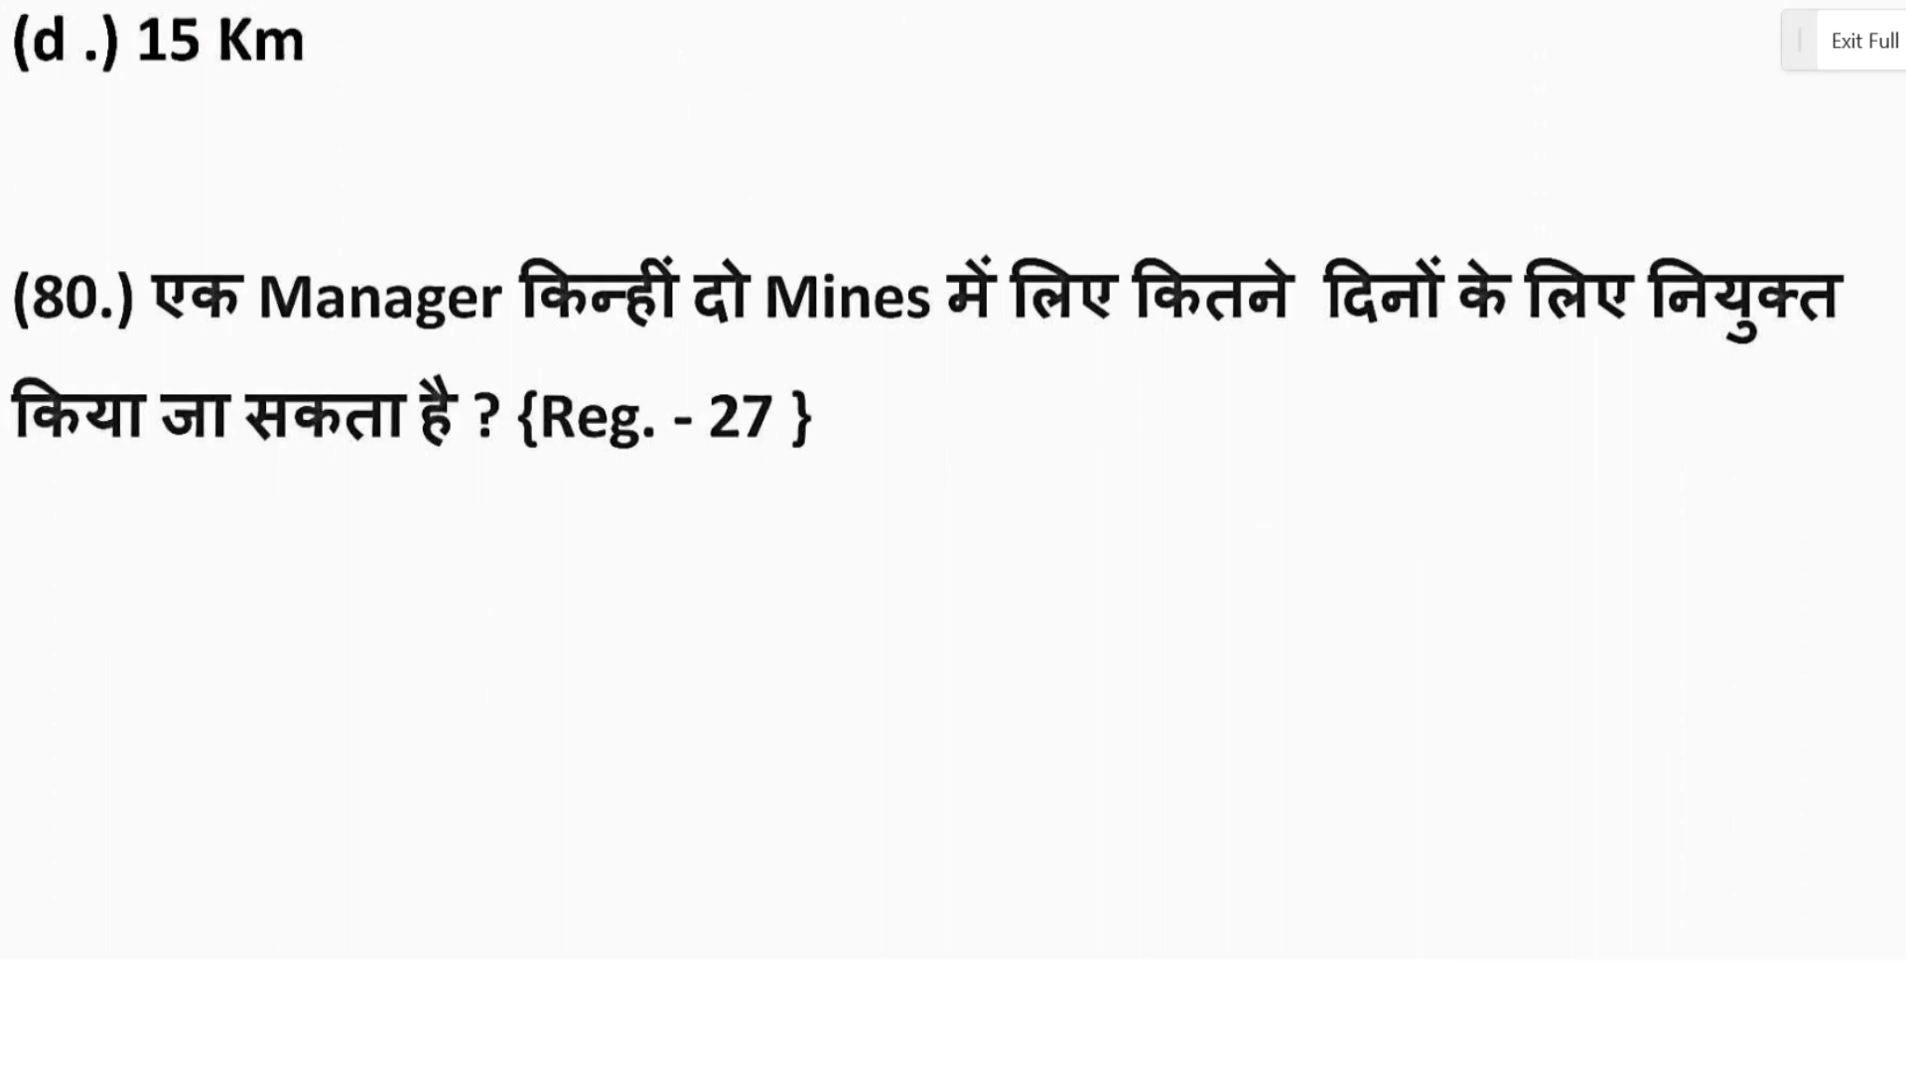 (d .) 15 Km
Exit Full
(80.) एक Manager किन्हीं दो Mines में लिए कितने दिनों के लिए नियुक्त
किया जा सकता है ? {Reg. - 27 }